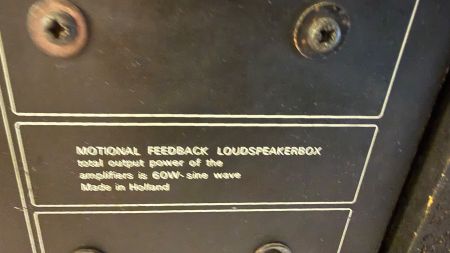 MOTIONAL FEEDBACK LOUDSPEAKERBOX
total output power of the
amplifiers is 60W-sine wave
Made in Holland